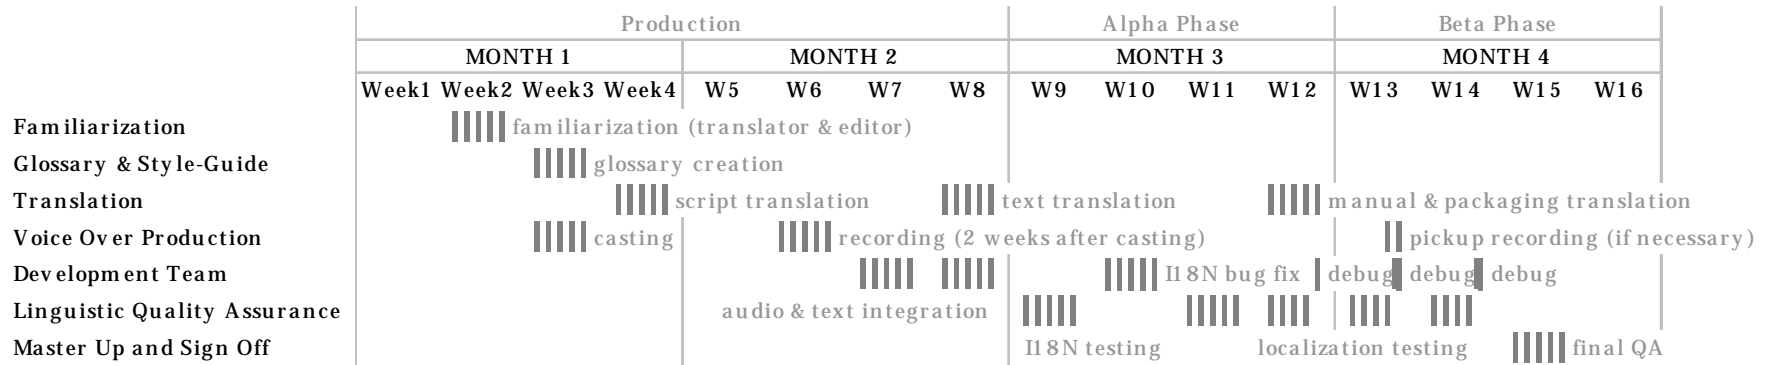 Production Alpha Phase Beta Phase
MONTH 1 MONTH 2 MONTH 3 MONTH 4
Week1 Week2 Week3 Week4 W5 W6 W7 W8 W9 W10 W11 W12 W13 W14 W15 W16
Familiarization familiarization (translator & editor)
Glossary & Style-Guide glossary creation
Translation script translation text translation manual & packaging translation
Voice Over Production casting recording (2 weeks after casting) pickup recording (if necessary)
Development Team I18N bug fix debug debug debug
Linguistic Quality Assurance audio & text integration
Master Up and Sign Off I18N testing localization testing final QA